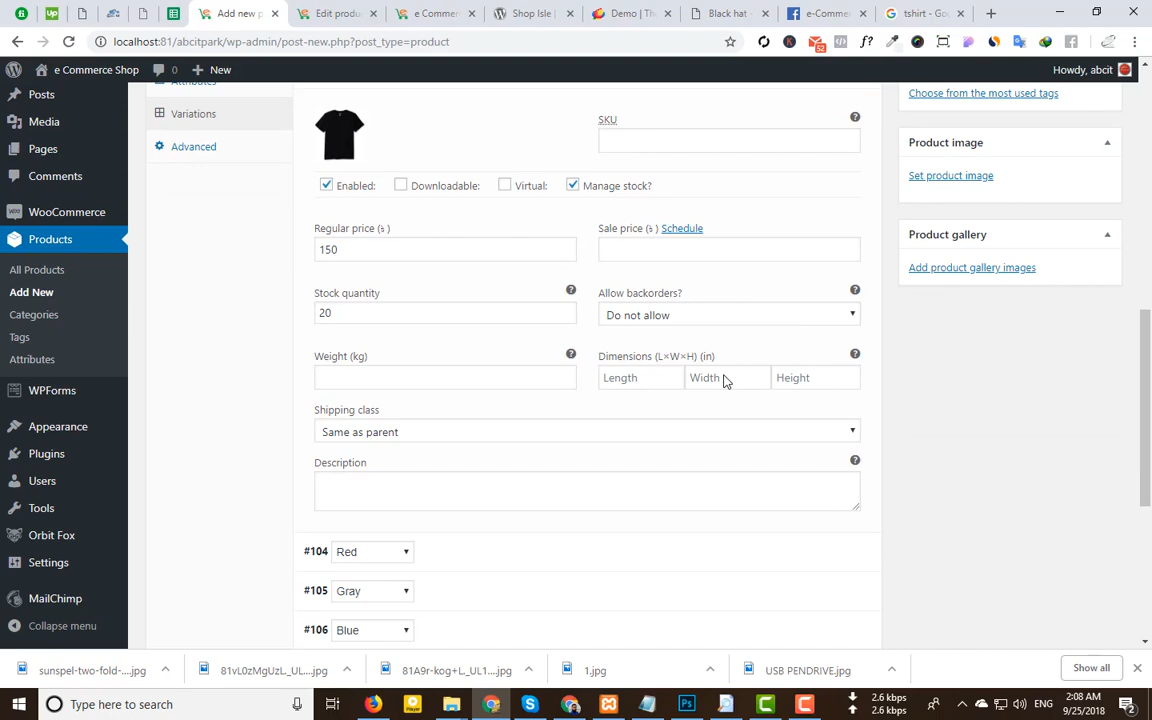 Add new p
Edit produ
e Commer
Shop Isle |
Demo | Th
Black hat -
e-Comme
tshirt - Go
localhost:81/abcitpark/wp-admin/post-new.php?post_type=product
52
f?
e Commerce Shop
0
New
Howdy, abcit
Posts
Media
Pages
Comments
WooCommerce
Products
All Products
Add New
Categories
Tags
Attributes
WPForms
Appearance
Plugins
Users
Tools
Orbit Fox
Settings
MailChimp
Collapse menu
Attributes
Variations
Advanced
SKU
Enabled:
Downloadable:
Virtual:
Manage stock?
Regular price (৳ )
Sale price (৳ ) Schedule
150
Stock quantity
Allow backorders?
20
Do not allow
Weight (kg)
Dimensions (L×W×H) (in)
Length
Width
Height
Shipping class
Same as parent
Description
#104 Red
#105 Gray
#106 Blue
Choose from the most used tags
Product image
Set product image
Product gallery
Add product gallery images
sunspel-two-fold-....jpg
81vL0zMgUzL._UL....jpg
81A9r-kog+L._UL1....jpg
1.jpg
USB PENDRIVE.jpg
Show all
Type here to search
2.6 kbps
2.6 kbps
ENG
2:08 AM
9/25/2018
2